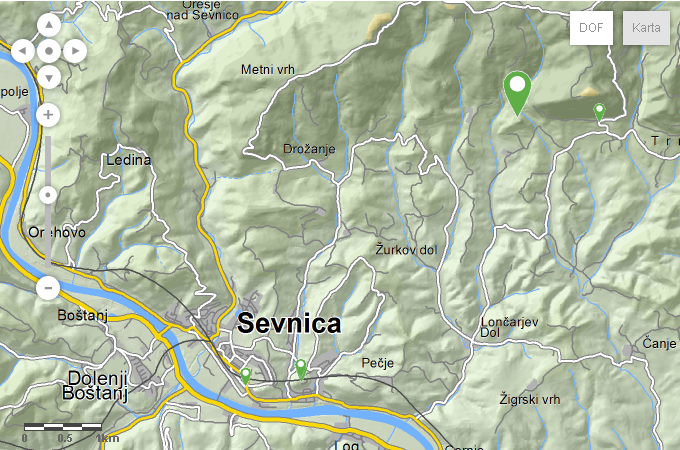 Orešje
nad Sevnico
DOF
Karta
Metni vrh
polje
T r
Drožanje
Ledina
Orehovo
Žurkov dol
Boštanj
Sevnica
Lončarjev
Dol
Čanje
Pečje
Dolenji
Boštanj
Žigrski vrh
0
0.5
1km
Log